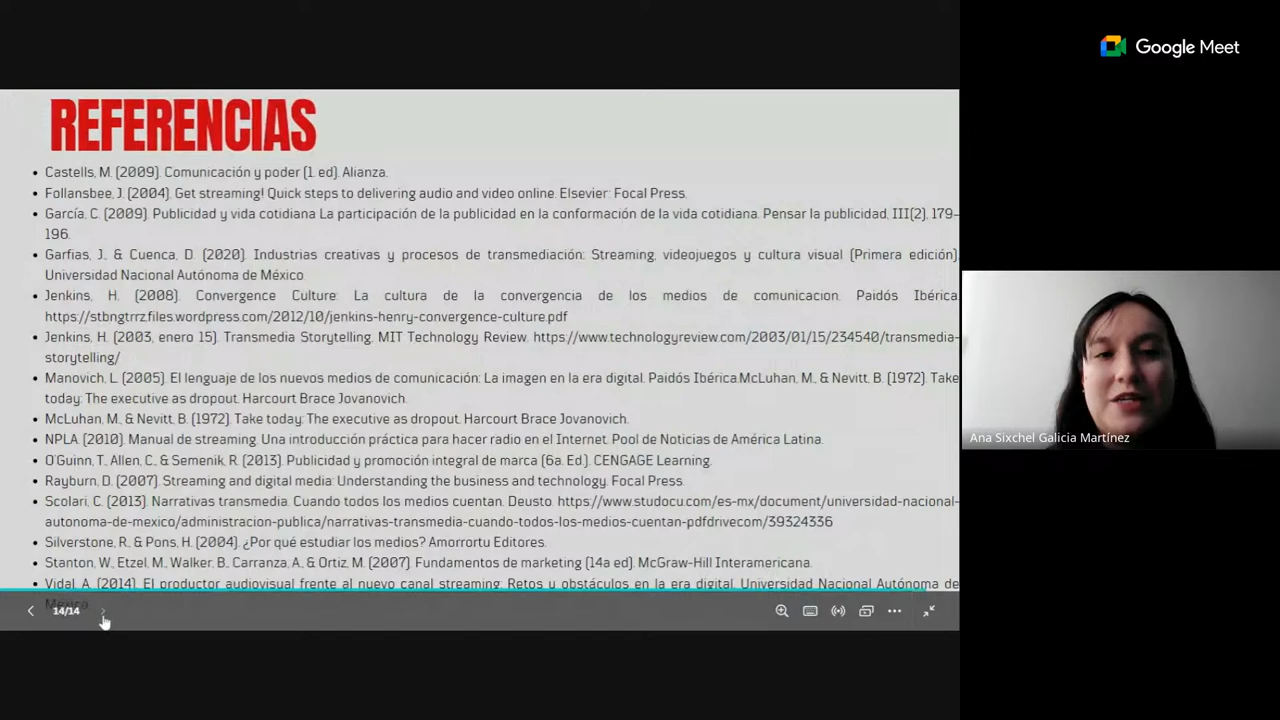 Google Meet
REFERENCIAS
• Castells, M. (2009). Comunicación y poder (1. ed). Alianza.
• Follansbee, J. (2004). Get streaming! Quick steps to delivering audio and video online. Elsevier: Focal Press.
• García, C. (2009). Publicidad y vida cotidiana La participación de la publicidad en la conformación de la vida cotidiana. Pensar la publicidad, III(2), 179–
196.
• Garfias, J., & Cuenca, D. (2020). Industrias creativas y procesos de transmediación: Streaming, videojuegos y cultura visual (Primera edición).
Universidad Nacional Autónoma de México
• Jenkins, H. (2008). Convergence Culture: La cultura de la convergencia de los medios de comunicacion. Paidós Ibérica.
https://stbngtrrz.files.wordpress.com/2012/10/jenkins-henry-convergence-culture.pdf
• Jenkins, H. (2003, enero 15). Transmedia Storytelling. MIT Technology Review. https://www.technologyreview.com/2003/01/15/234540/transmedia-
storytelling/
• Manovich, L. (2005). El lenguaje de los nuevos medios de comunicación: La imagen en la era digital. Paidós Ibérica.McLuhan, M., & Nevitt, B. (1972). Take
today: The executive as dropout. Harcourt Brace Jovanovich.
• McLuhan, M., & Nevitt, B. (1972). Take today: The executive as dropout. Harcourt Brace Jovanovich.
• NPLA. (2010). Manual de streaming. Una introducción práctica para hacer radio en el Internet. Pool de Noticias de América Latina.
• O'Guinn, T., Allen, C., & Semenik, R. (2013). Publicidad y promoción integral de marca (6a. Ed.). CENGAGE Learning.
• Rayburn, D. (2007). Streaming and digital media: Understanding the business and technology. Focal Press.
• Scolari, C. (2013). Narrativas transmedia. Cuando todos los medios cuentan. Deusto. https://www.studocu.com/es-mx/document/universidad-nacional-
autonoma-de-mexico/administracion-publica/narrativas-transmedia-cuando-todos-los-medios-cuentan-pdfdrivecom/39324336
• Silverstone, R., & Pons, H. (2004). ¿Por qué estudiar los medios? Amorrortu Editores.
• Stanton, W., Etzel, M., Walker, B., Carranza, A., & Ortiz, M. (2007). Fundamentos de marketing (14a ed). McGraw-Hill Interamericana.
• Vidal, A. (2014). El productor audiovisual frente al nuevo canal streaming: Retos y obstáculos en la era digital. Universidad Nacional Autónoma de
México
14/14
Ana Sixchel Galicia Martínez